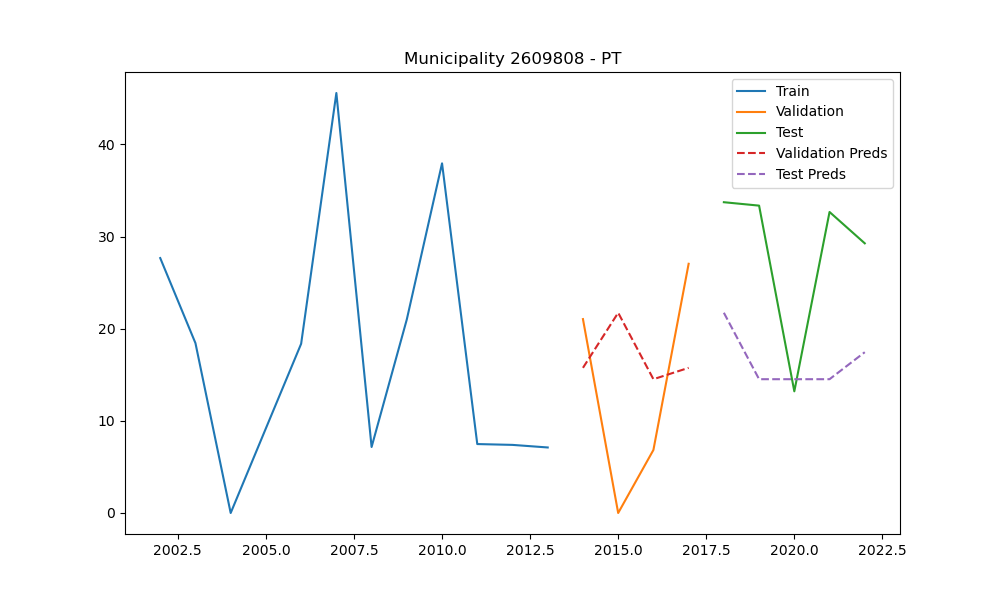 Municipality 2609808 - PT
Train
Validation
Test
Validation Preds
Test Preds
40
30
20
10
0
2002.5 2005.0 2007.5 2010.0 2012.5 2015.0 2017.5 2020.0 2022.5